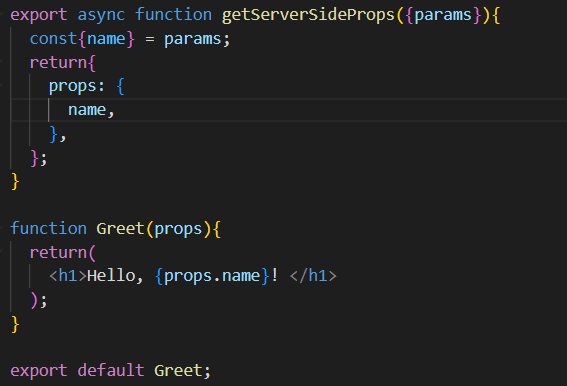 export async function getServerSideProps({params}){
  const{name} = params;
  return{
    props: {
      name,
    },
  };
}

function Greet(props){
  return(
    <h1>Hello, {props.name}! </h1>
  );
}

export default Greet;